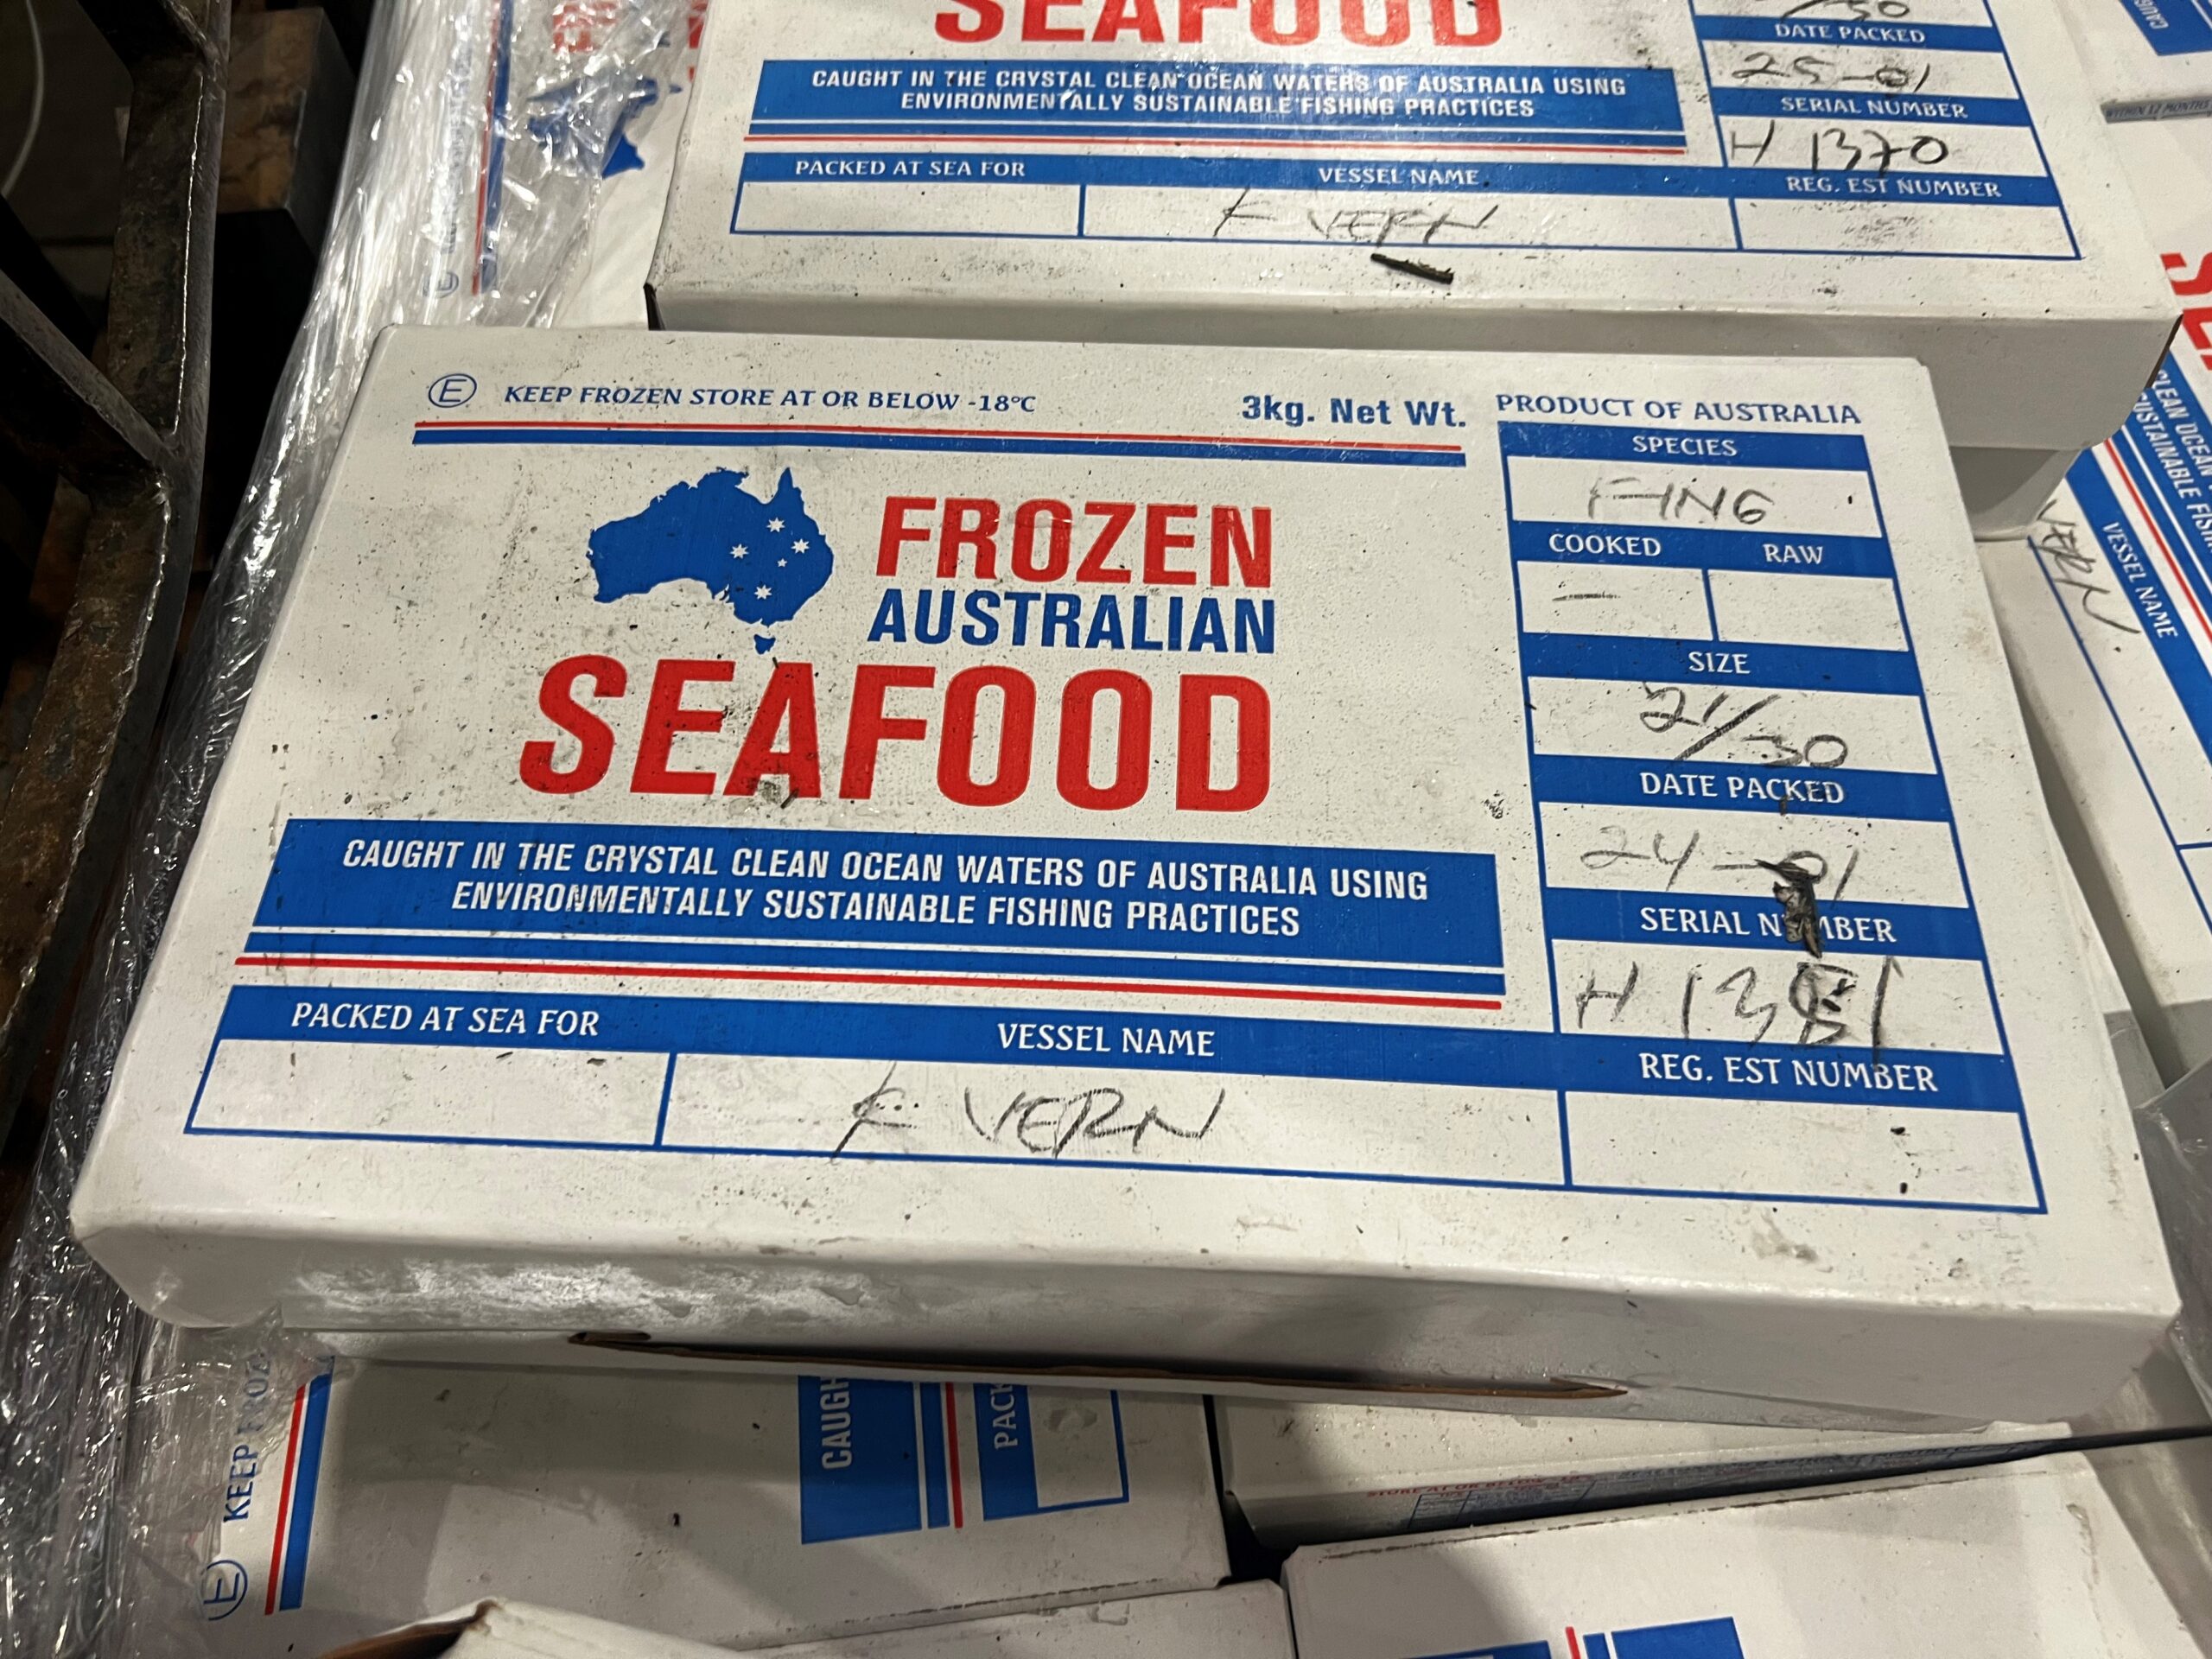 SEAFOOD
CAUGHT IN THE CRYSTAL CLEAN OCEAN WATERS OF AUSTRALIA USING
ENVIRONMENTALLY SUSTAINABLE FISHING PRACTICES
DATE PACKED
25-01
SERIAL NUMBER
H 1370
PACKED AT SEA FOR
VESSEL NAME
REG. EST NUMBER
K VERN
E KEEP FROZEN STORE AT OR BELOW -18°C
3kg. Net Wt.
PRODUCT OF AUSTRALIA
SPECIES
COOKED
RAW
SIZE
21/30
DATE PACKED
24-01
SERIAL NUMBER
FROZEN
AUSTRALIAN
SEAFOOD
CAUGHT IN THE CRYSTAL CLEAN OCEAN WATERS OF AUSTRALIA USING
ENVIRONMENTALLY SUSTAINABLE FISHING PRACTICES
PACKED AT SEA FOR
VESSEL NAME
REG. EST NUMBER
K VERN
VESSEL NAME
VERN
E KEEP
CAUGH
PACK